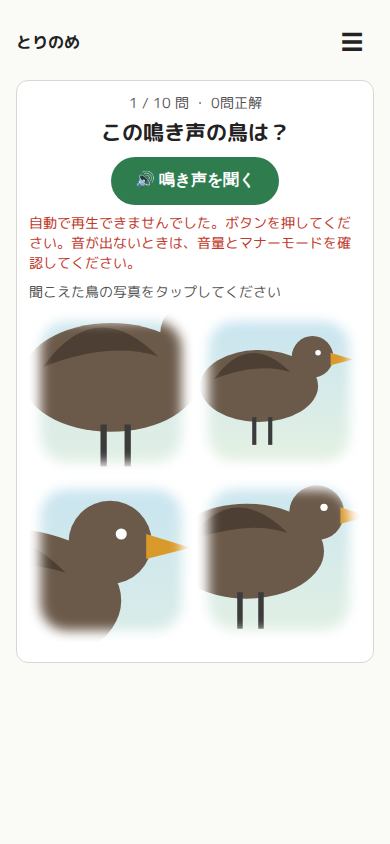 とりのめ
1 / 10 問 · 0問正解
この鳴き声の鳥は？
🔊 鳴き声を聞く
自動で再生できませんでした。ボタンを押してくだ
さい。音が出ないときは、音量とマナーモードを確
認してください。
聞こえた鳥の写真をタップしてください